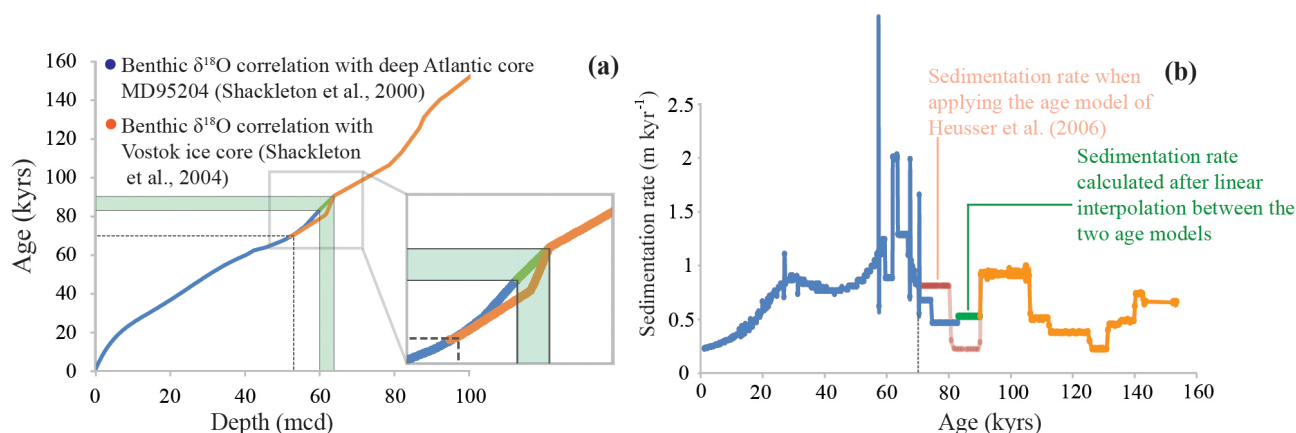 (a)
160
140
120
100
80
60
40
20
0
Age (kyrs)
Benthic δ¹⁸O correlation with deep Atlantic core
MD95204 (Shackleton et al., 2000)
Benthic δ¹⁸O correlation with
Vostok ice core (Shackleton
et al., 2004)
0 20 40 60 80 100
Depth (mcd)
(b)
2.5
2
1.5
1
0.5
0
Sedimentation rate (m kyr⁻¹)
Sedimentation rate when
applying the age model of
Heusser et al. (2006)
Sedimentation rate
calculated after linear
interpolation between the
two age models
0 20 40 60 80 100 120 140 160
Age (kyrs)